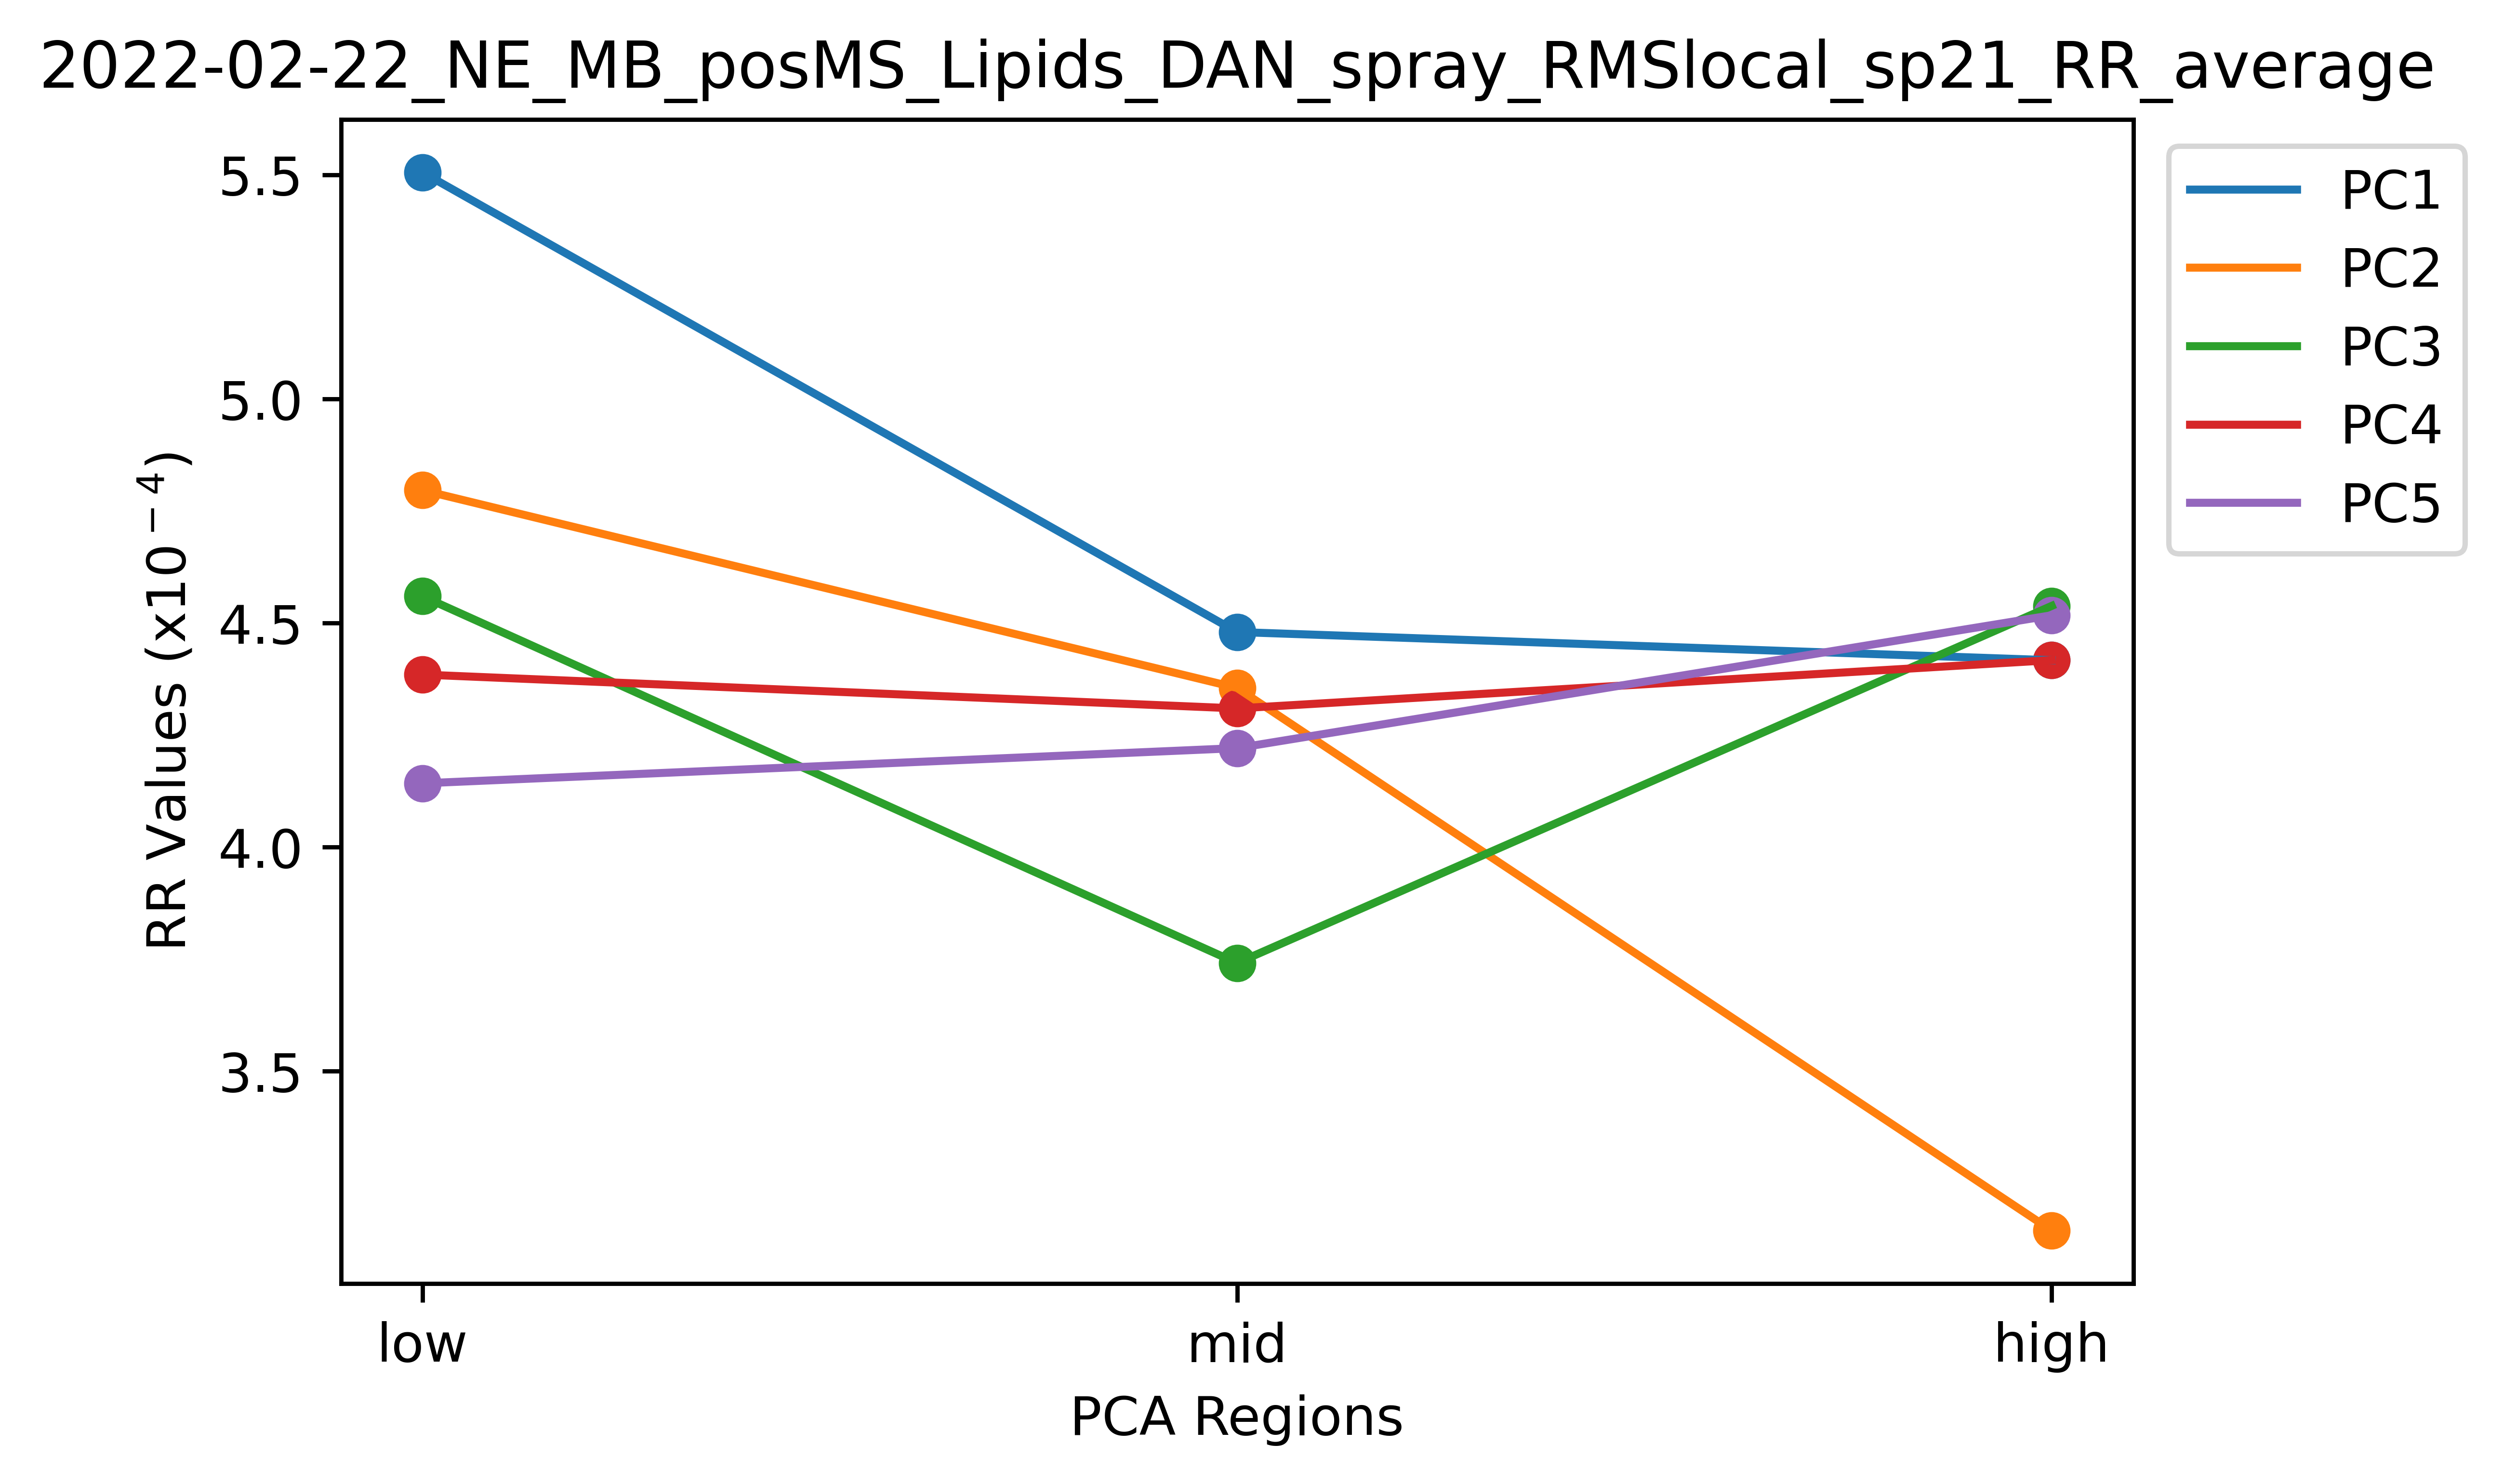 2022-02-22_NE_MB_posMS_Lipids_DAN_spray_RMSlocal_sp21_RR_average
5.5
5.0
4.5
4.0
3.5
RR Values (x10⁻⁴)
low
mid
high
PCA Regions
PC1
PC2
PC3
PC4
PC5